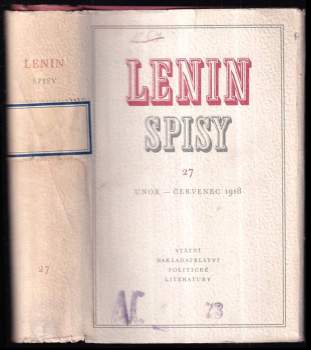 LENIN
SPISY
27
LENIN
SPISY
27
ÚNOR — ČERVENEC 1918
STÁTNÍ
NAKLADATELSTVÍ
POLITICKÉ
LITERATURY
73